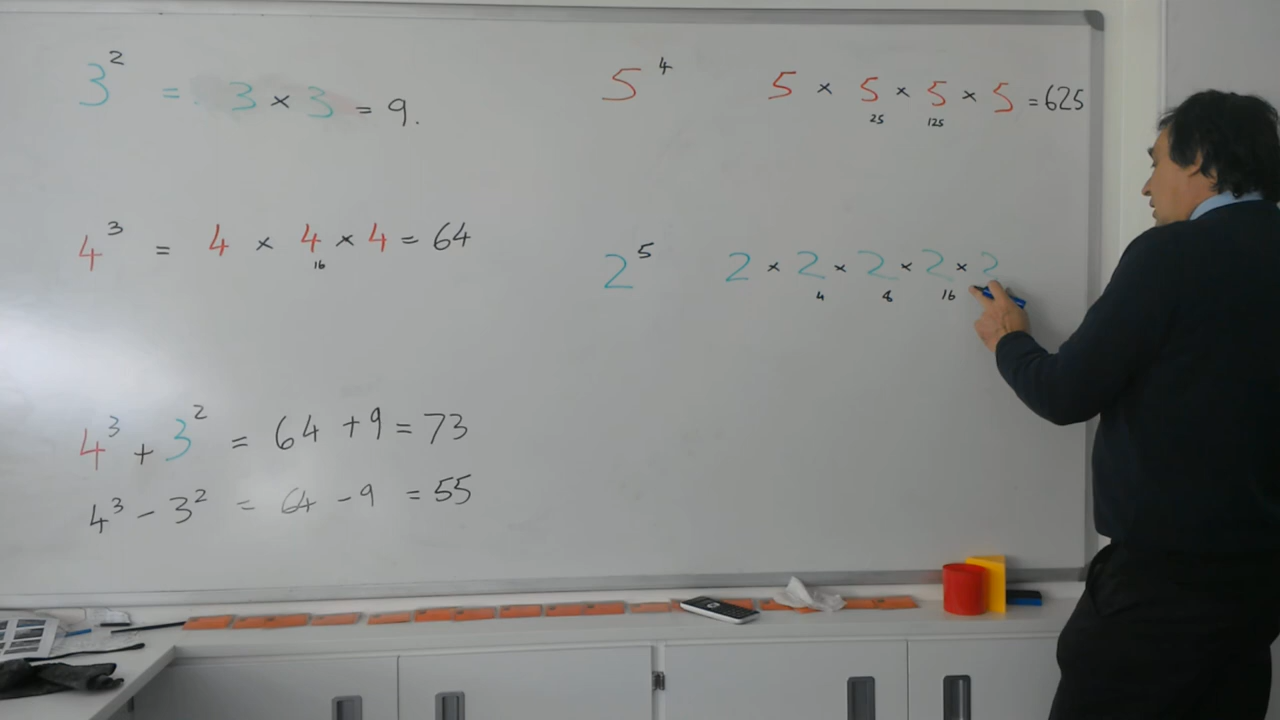 3² = 3 × 3 = 9.
4³ = 4 × 4 × 4 = 64
16
4³ + 3² = 64 + 9 = 73
4³ - 3² = 64 - 9 = 55
5⁴ 5 × 5 × 5 × 5 = 625
25 125
2⁵ 2 × 2 × 2 × 2 × 2
4 8 16